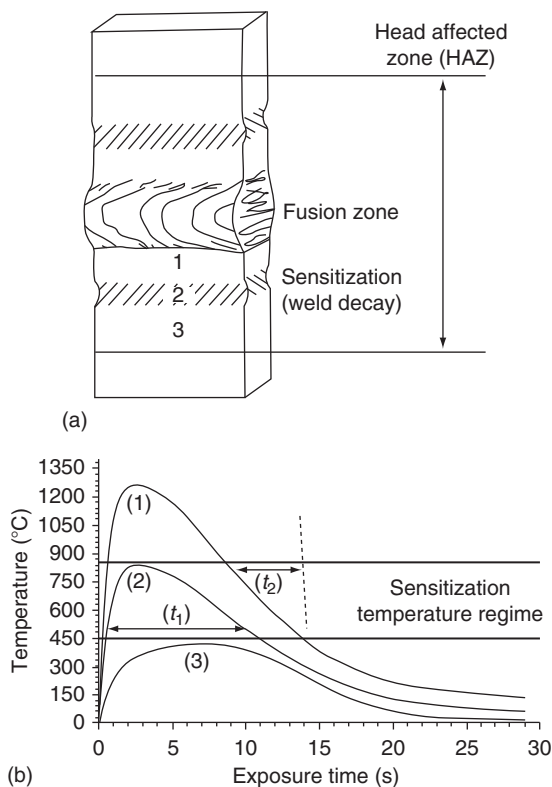 Head affected
zone (HAZ)
Fusion zone
1
Sensitization
(weld decay)
2
3
(a)
1350
1200
1050
900
750
600
450
300
150
0
Temperature (°C)
(1)
(2)
(t₂)
(t₁)
Sensitization
temperature regime
(3)
0 5 10 15 20 25 30
Exposure time (s)
(b)